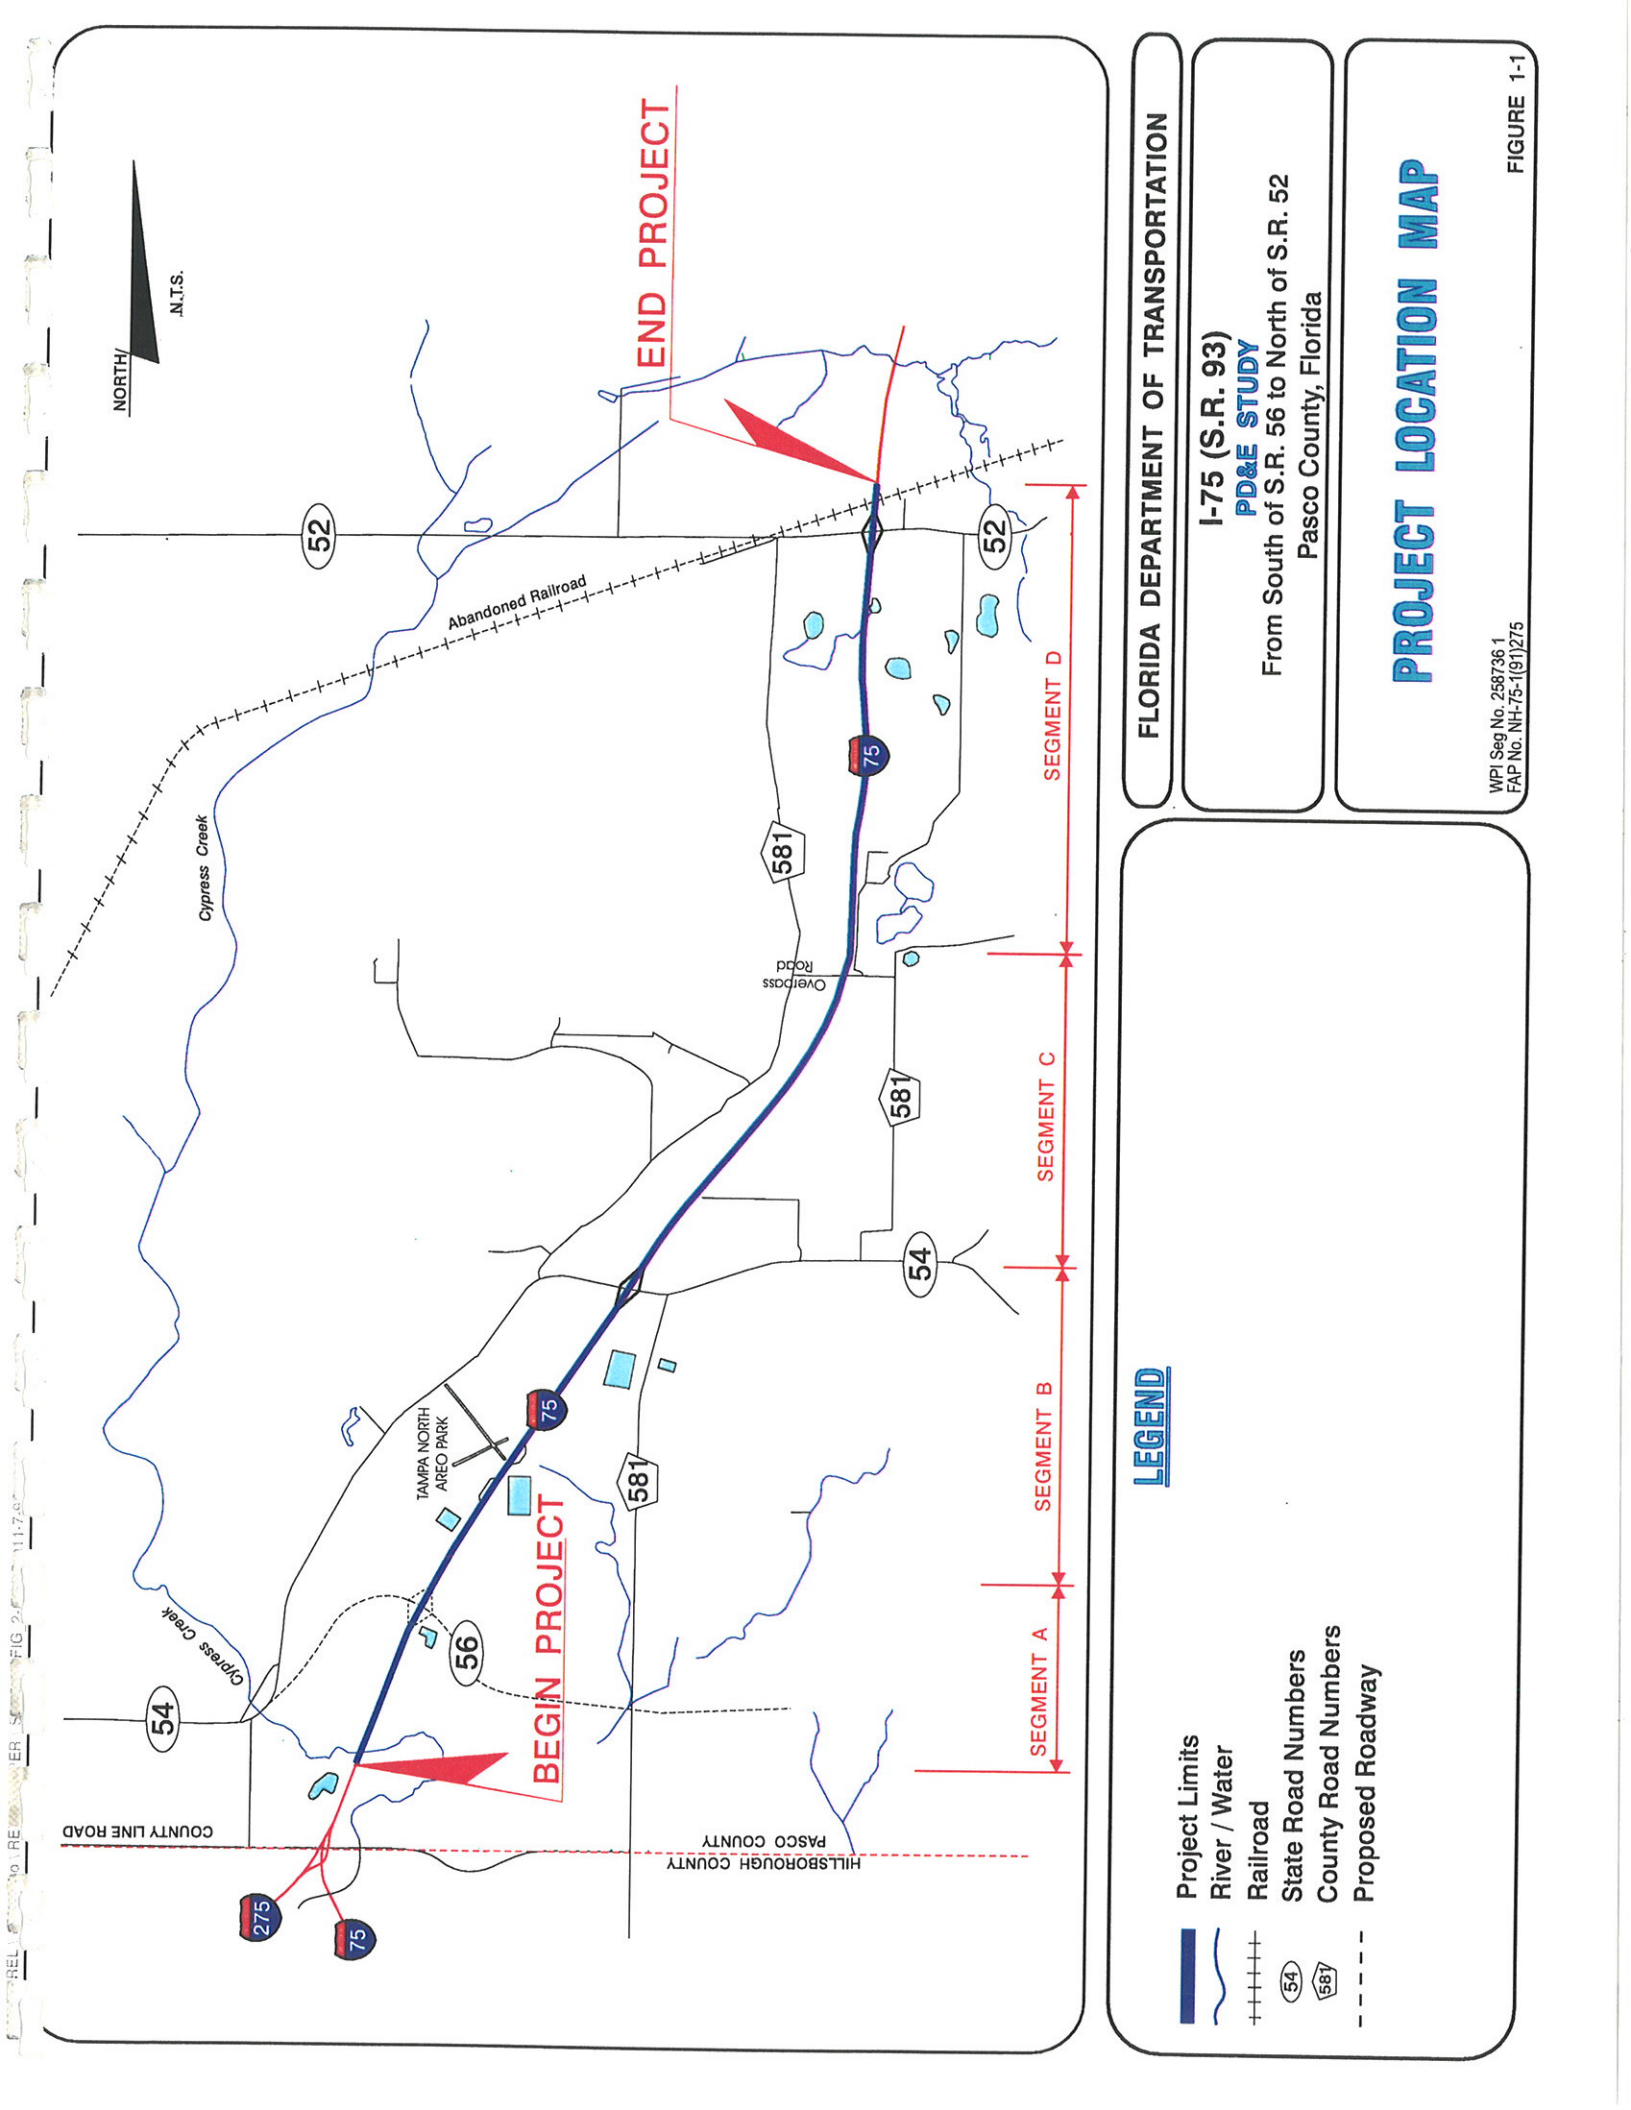 NORTH
N.T.S.
END PROJECT
52
Abandoned Railroad
Cypress Creek
52
581
75
Overpass
Road
581
54
TAMPA NORTH
AREO PARK
75
581
Cypress Creek
54
56
BEGIN PROJECT
COUNTY LINE ROAD
PASCO COUNTY
HILLSBOROUGH COUNTY
275
75
SEGMENT A
SEGMENT B
SEGMENT C
SEGMENT D
LEGEND
Project Limits
River / Water
Railroad
54 State Road Numbers
581 County Road Numbers
Proposed Roadway
FLORIDA DEPARTMENT OF TRANSPORTATION
I-75 (S.R. 93)
PD&E STUDY
From South of S.R. 56 to North of S.R. 52
Pasco County, Florida
PROJECT LOCATION MAP
WPI Seg No. 258736 1
FAP No. NH-75-1(91)275
FIGURE 1-1